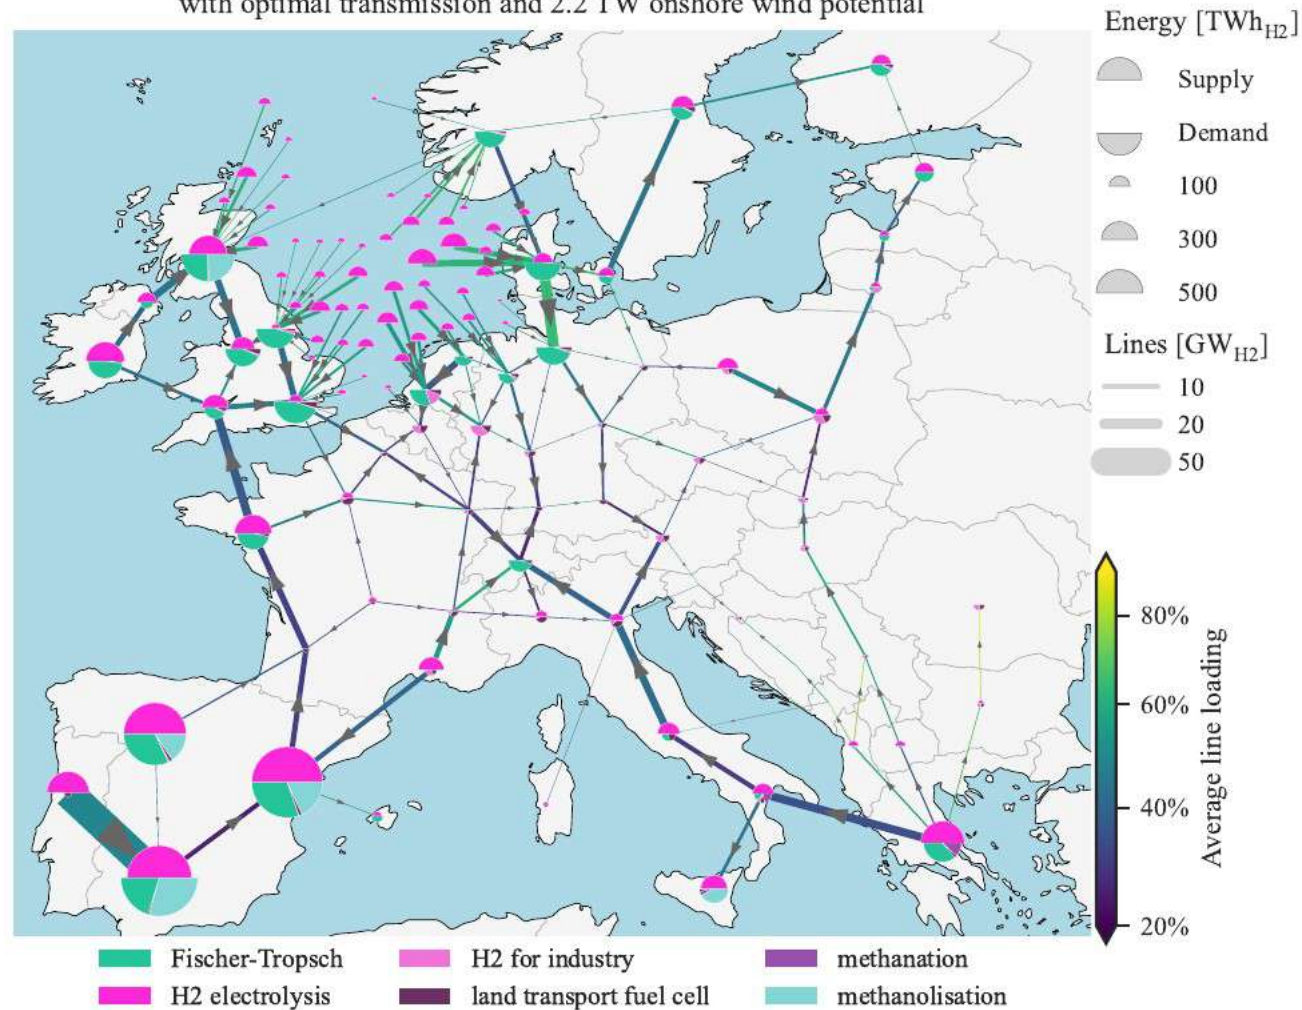 with optimal transmission and 2.2 TW onshore wind potential
Energy [TWh_H2]
Supply
Demand
100
300
500
Lines [GW_H2]
10
20
50
80%
60%
40%
20%
Average line loading
Fischer-Tropsch
H2 for industry
methanation
H2 electrolysis
land transport fuel cell
methanolisation